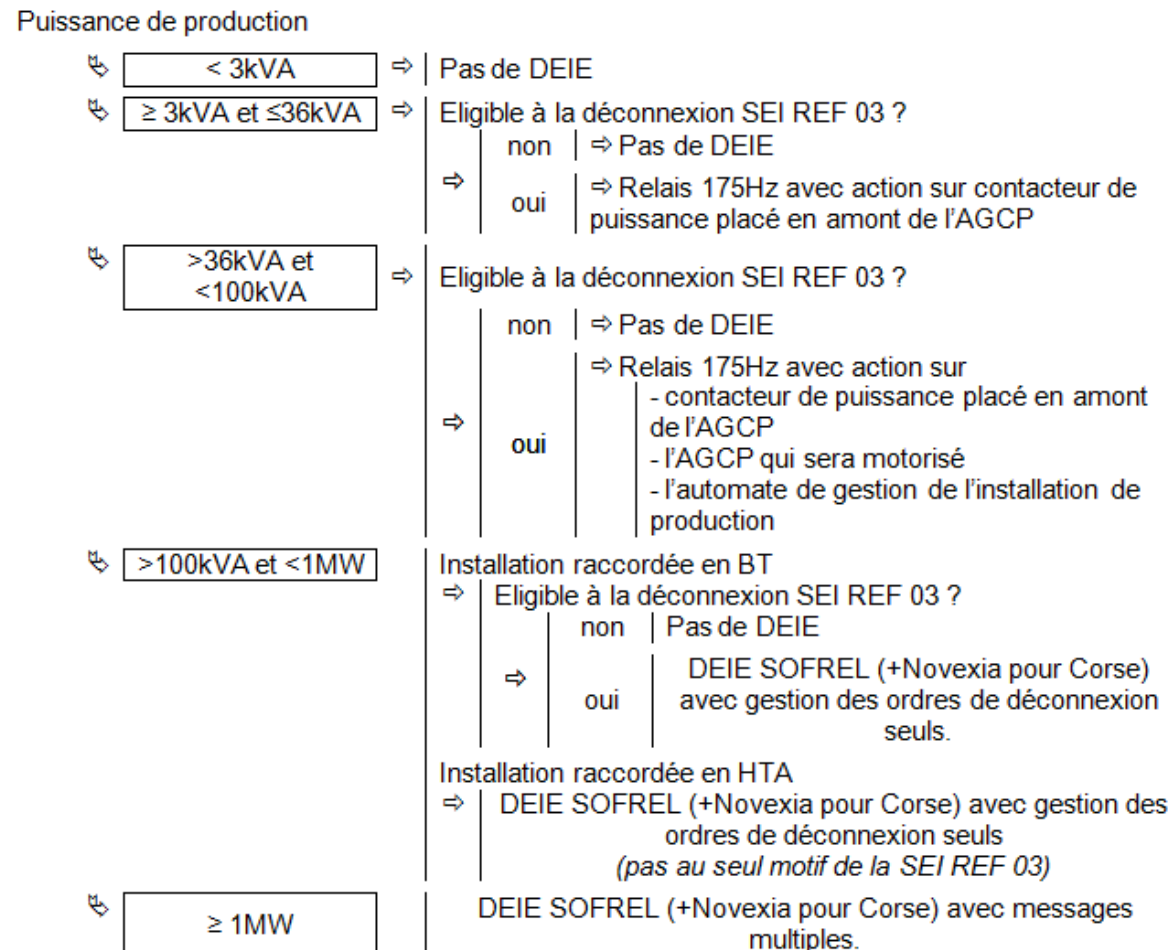 Puissance de production
< 3kVA ⇨ Pas de DEIE
≥ 3kVA et ≤36kVA ⇨ Eligible à la déconnexion SEI REF 03 ?
non ⇨ Pas de DEIE
⇨
oui ⇨ Relais 175Hz avec action sur contacteur de
puissance placé en amont de l'AGCP
>36kVA et
<100kVA ⇨ Eligible à la déconnexion SEI REF 03 ?
non ⇨ Pas de DEIE
⇨ Relais 175Hz avec action sur
- contacteur de puissance placé en amont
de l'AGCP
⇨ oui
- l'AGCP qui sera motorisé
- l'automate de gestion de l'installation de
production
>100kVA et <1MW Installation raccordée en BT
⇨ Eligible à la déconnexion SEI REF 03 ?
non Pas de DEIE
DEIE SOFREL (+Novexia pour Corse)
⇨ oui avec gestion des ordres de déconnexion
seuls.
Installation raccordée en HTA
⇨ DEIE SOFREL (+Novexia pour Corse) avec gestion des
ordres de déconnexion seuls
(pas au seul motif de la SEI REF 03)
≥ 1MW DEIE SOFREL (+Novexia pour Corse) avec messages
multiples.